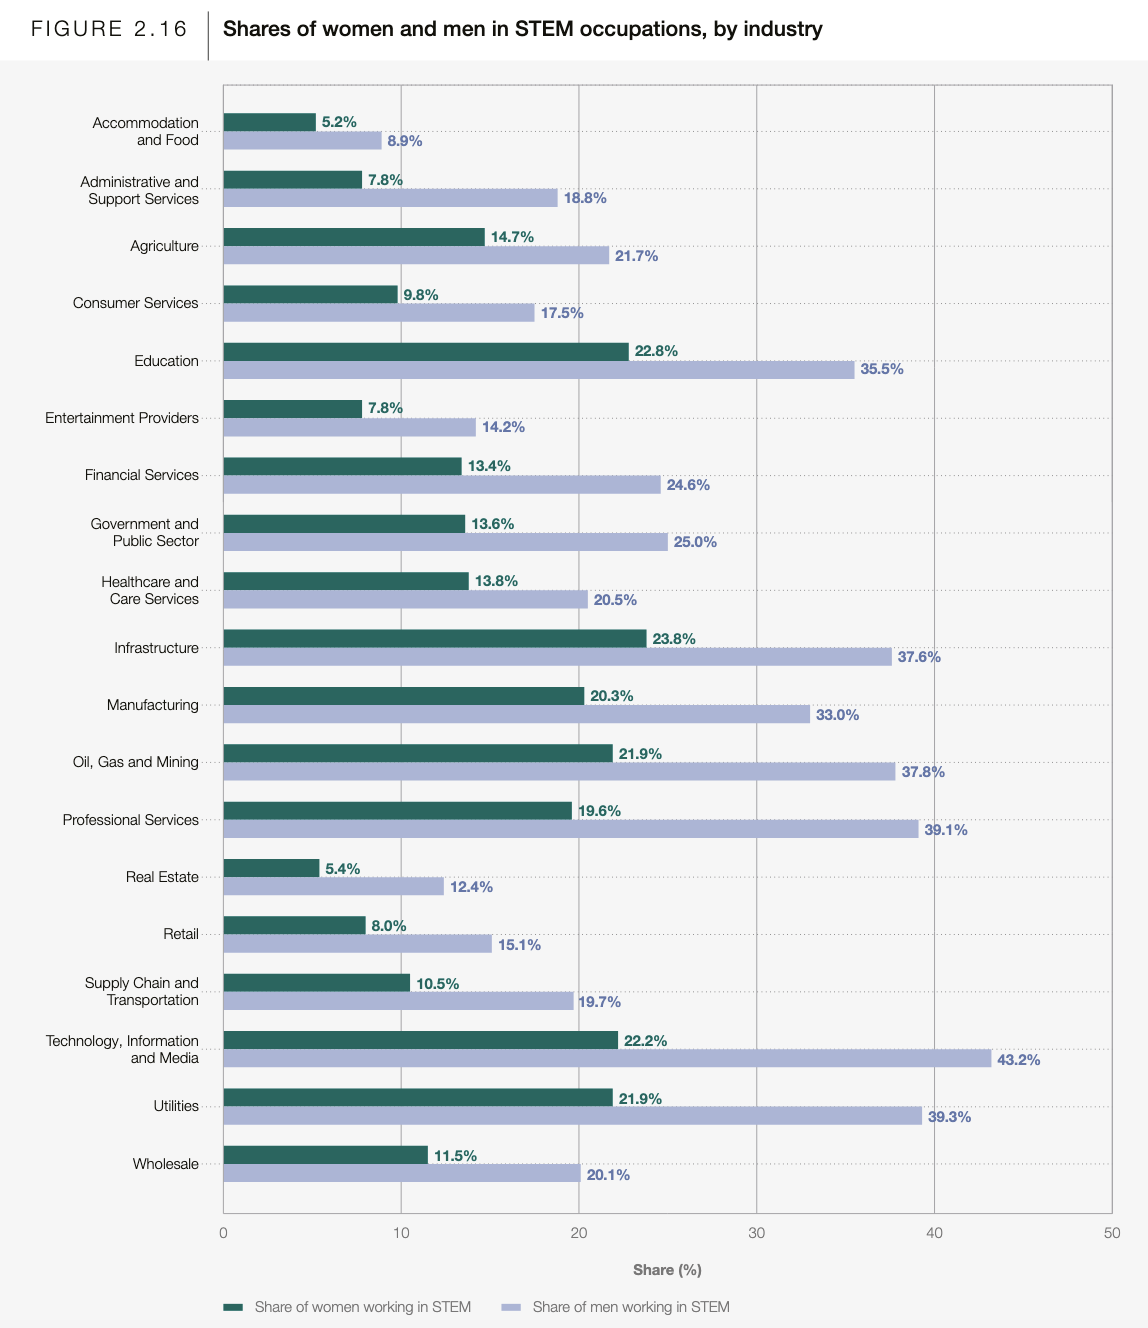 FIGURE 2.16
Shares of women and men in STEM occupations, by industry
Accommodation
and Food
5.2%
8.9%
Administrative and
Support Services
7.8%
18.8%
Agriculture
14.7%
21.7%
Consumer Services
9.8%
17.5%
Education
22.8%
35.5%
Entertainment Providers
7.8%
14.2%
Financial Services
13.4%
24.6%
Government and
Public Sector
13.6%
25.0%
Healthcare and
Care Services
13.8%
20.5%
Infrastructure
23.8%
37.6%
Manufacturing
20.3%
33.0%
Oil, Gas and Mining
21.9%
37.8%
Professional Services
19.6%
39.1%
Real Estate
5.4%
12.4%
Retail
8.0%
15.1%
Supply Chain and
Transportation
10.5%
19.7%
Technology, Information
and Media
22.2%
43.2%
Utilities
21.9%
39.3%
Wholesale
11.5%
20.1%
0 10 20 30 40 50
Share (%)
Share of women working in STEM
Share of men working in STEM